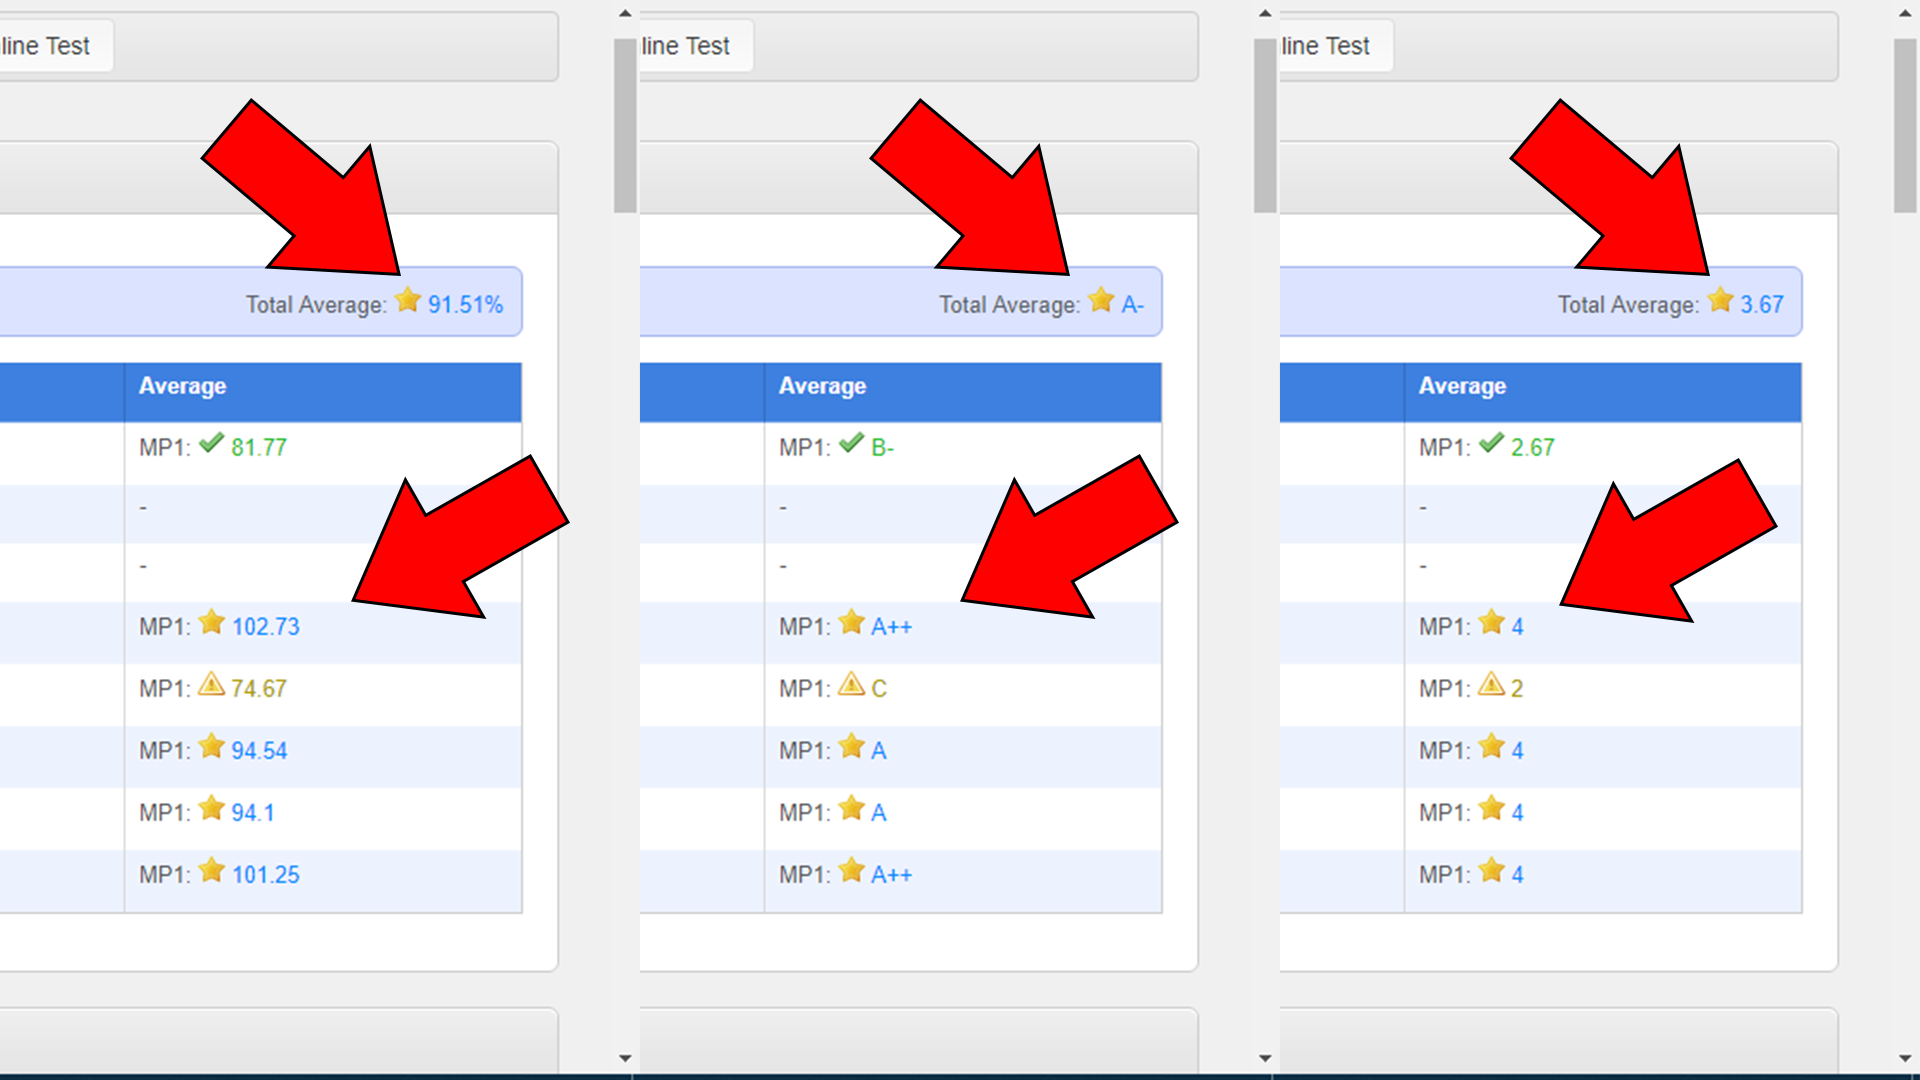 line Test
Total Average: 91.51%
Average
MP1: 81.77
-
-
MP1: 102.73
MP1: 74.67
MP1: 94.54
MP1: 94.1
MP1: 101.25
line Test
Total Average: A-
Average
MP1: B-
-
-
MP1: A++
MP1: C
MP1: A
MP1: A
MP1: A++
line Test
Total Average: 3.67
Average
MP1: 2.67
-
-
MP1: 4
MP1: 2
MP1: 4
MP1: 4
MP1: 4